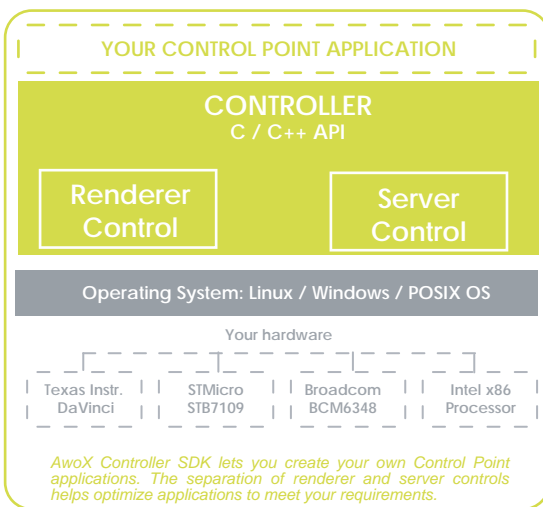 YOUR CONTROL POINT APPLICATION
CONTROLLER
C / C++ API
Renderer
Control
Server
Control
Operating System: Linux / Windows / POSIX OS
Your hardware
Texas Instr.
DaVinci
STMicro
STB7109
Broadcom
BCM6348
Intel x86
Processor
AwoX Controller SDK lets you create your own Control Point
applications. The separation of renderer and server controls
helps optimize applications to meet your requirements.